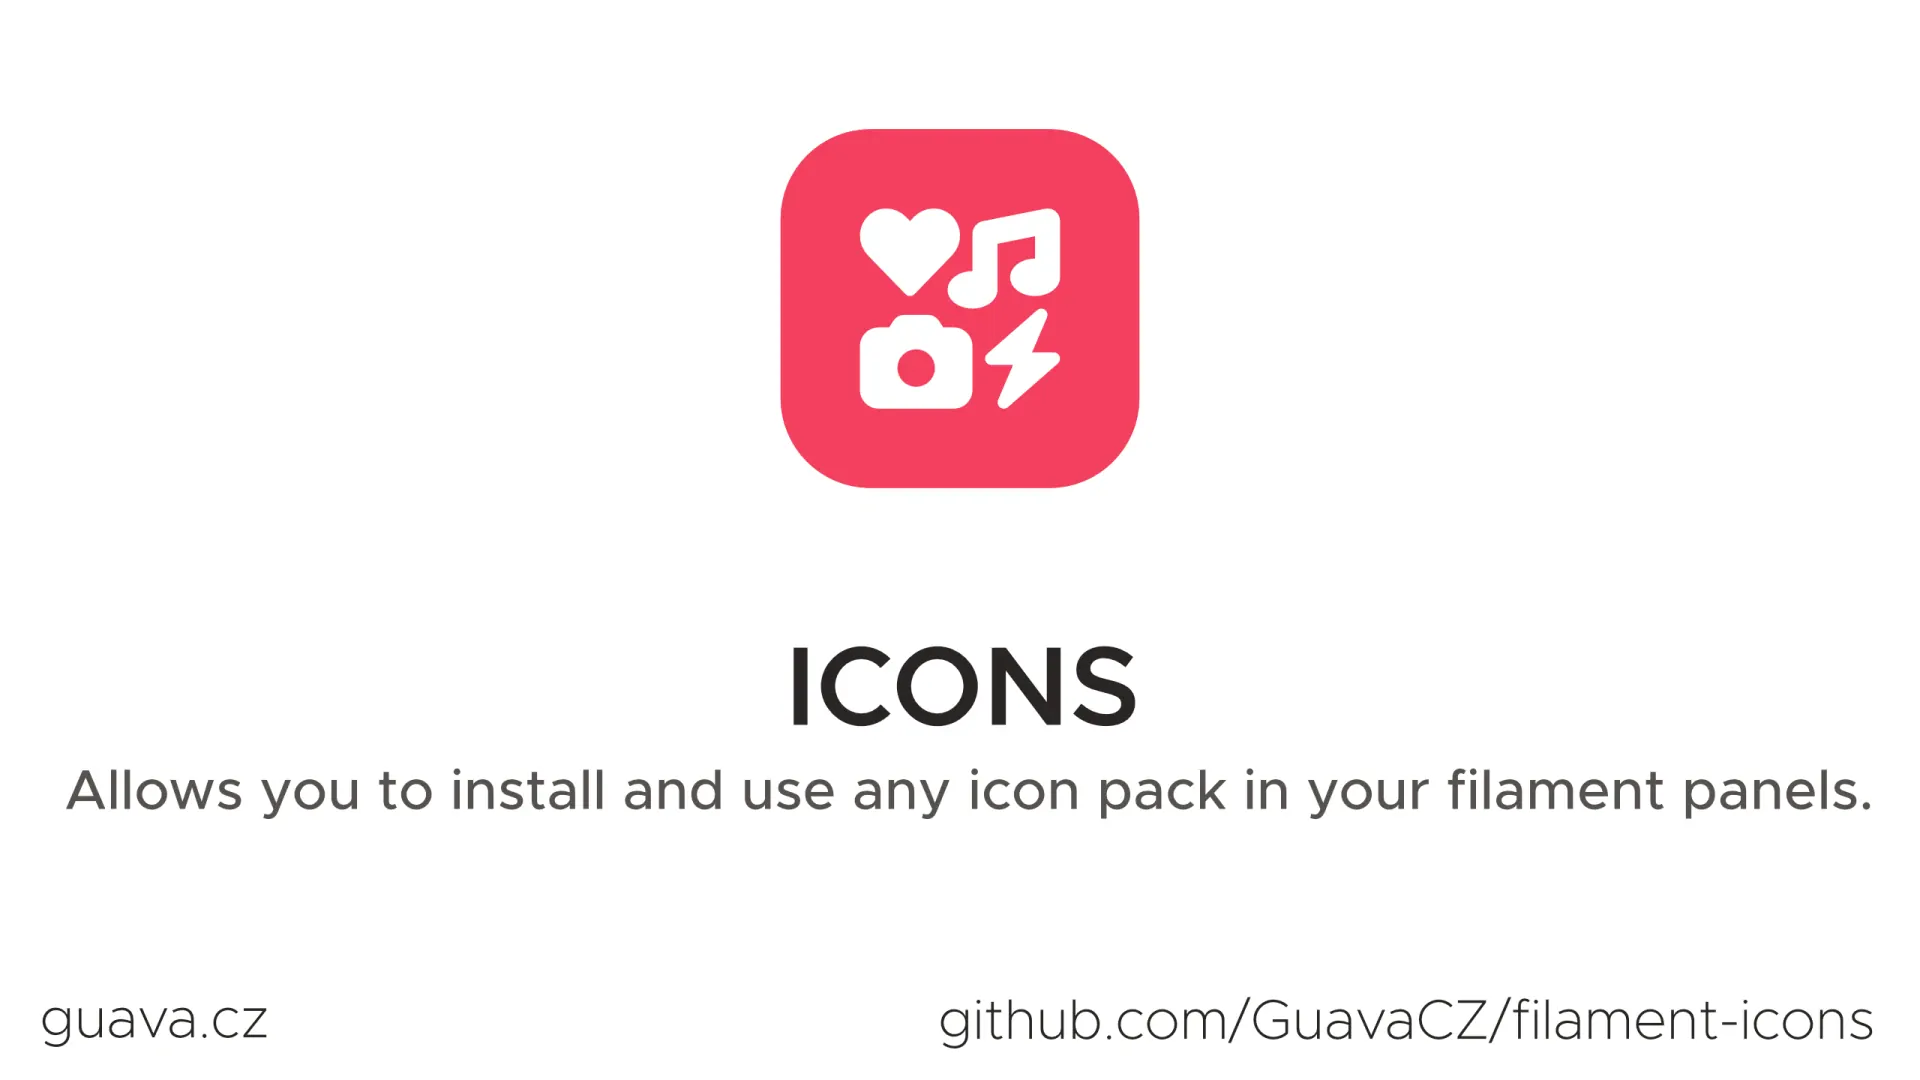 ICONS
Allows you to install and use any icon pack in your filament panels.
guava.cz
github.com/GuavaCZ/filament-icons